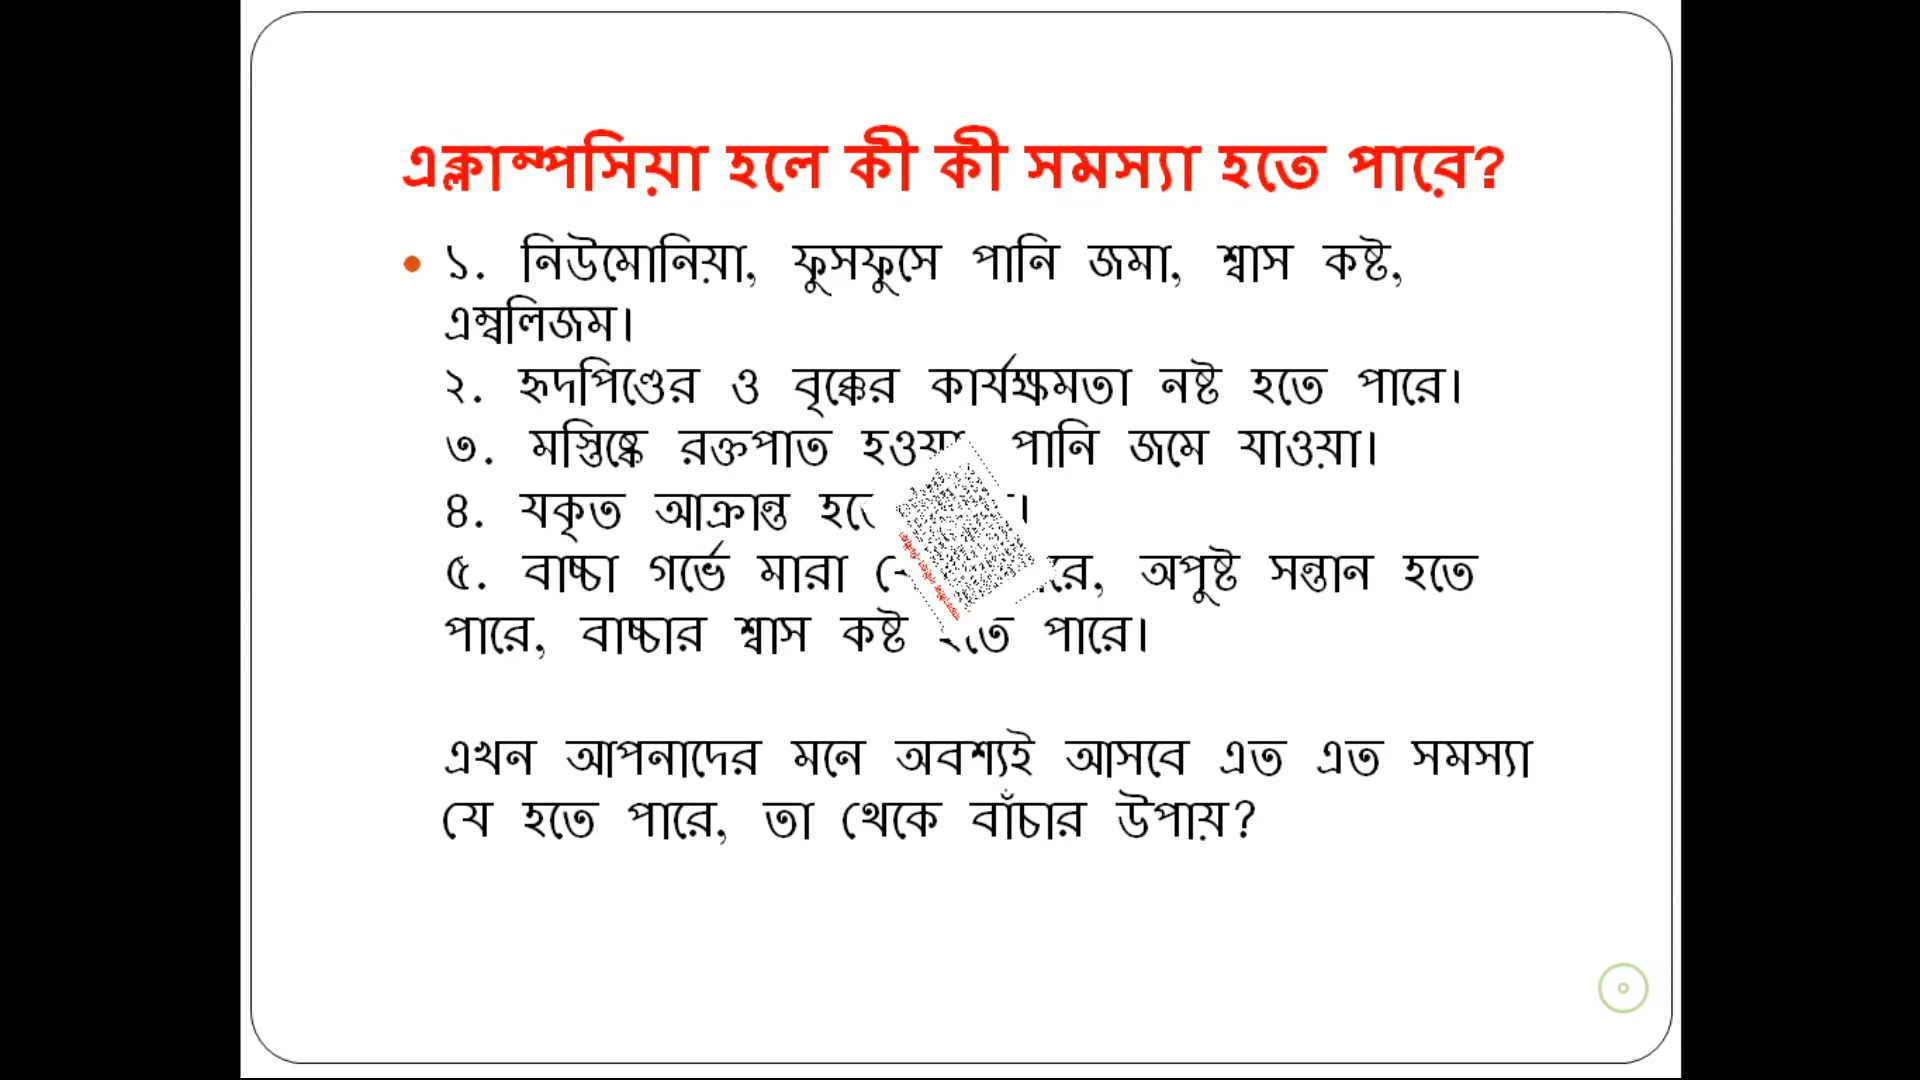 এক্লাম্পসিয়া হলে কী কী সমস্যা হতে পারে?
• ১. নিউমোনিয়া, ফুসফুসে পানি জমা, শ্বাস কষ্ট,
এম্বলিজম।
২. হৃদপিণ্ডের ও বৃক্কের কার্যক্ষমতা নষ্ট হতে পারে।
৩. মস্তিষ্কে রক্তপাত হওয়া পানি জমে যাওয়া।
৪. যকৃত আক্রান্ত
৫. বাচ্চা গর্ভে মারা অপুষ্ট সন্তান হতে
পারে, বাচ্চার শ্বাস কষ্ট হতে পারে।
এখন আপনাদের মনে অবশ্যই আসবে এত এত সমস্যা
যে হতে পারে, তা থেকে বাঁচার উপায়?